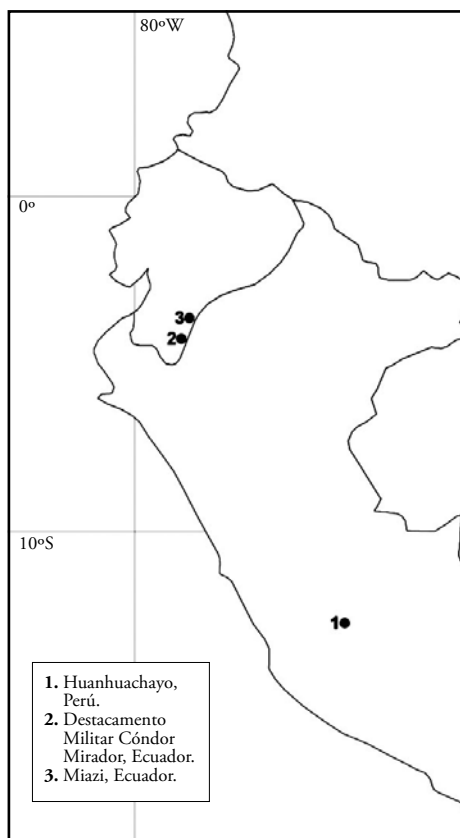 80ºW
0º
3
2
10ºS
1
1. Huanhuachayo,
Perú.
2. Destacamento
Militar Cóndor
Mirador, Ecuador.
3. Miazi, Ecuador.